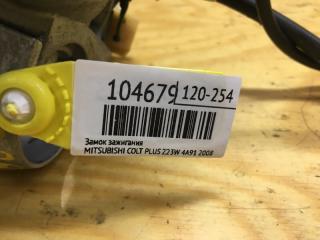 104679 120-254
Замок зажигания
MITSUBISHI COLT PLUS Z23W 4A91 2008